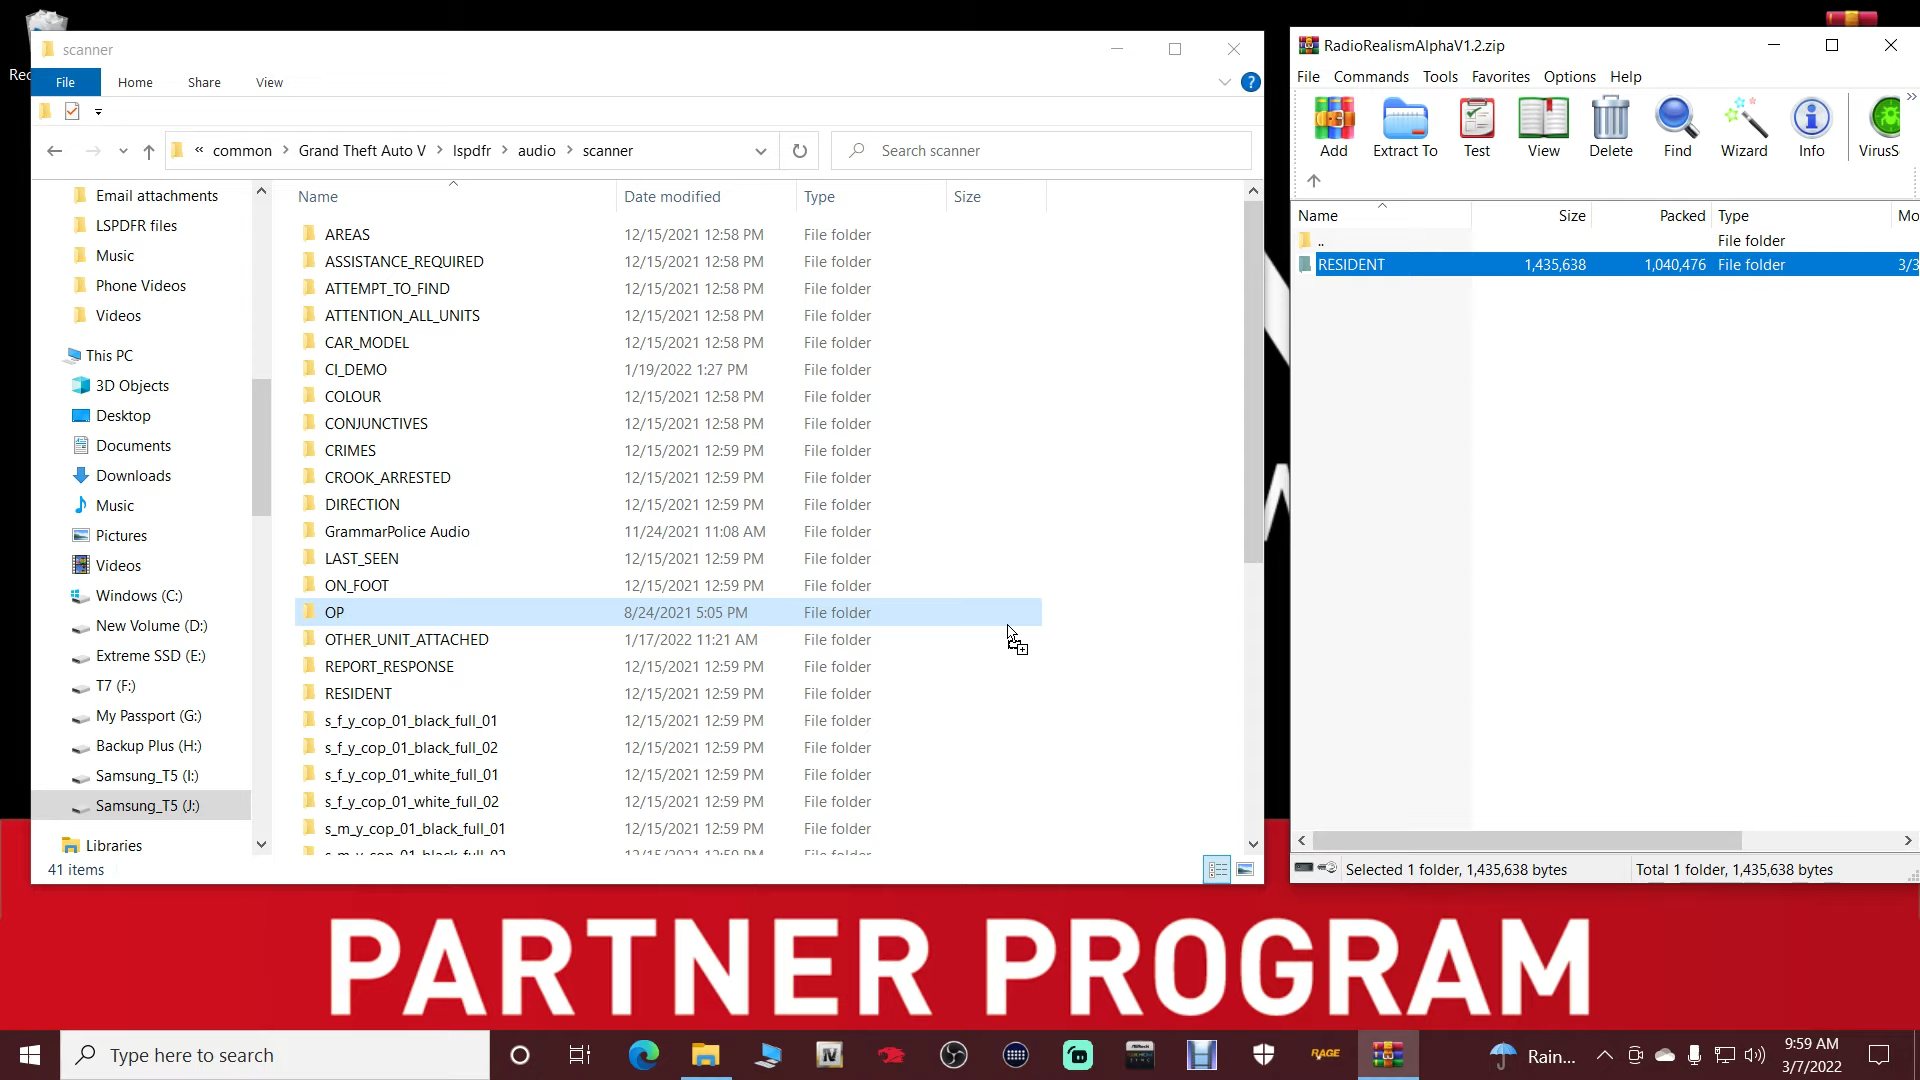 Rec
scanner
File
Home
Share
View
«
common
Grand Theft Auto V
lspdfr
audio
scanner
Search scanner
Email attachments
LSPDFR files
Music
Phone Videos
Videos
This PC
3D Objects
Desktop
Documents
Downloads
Music
Pictures
Videos
Windows (C:)
New Volume (D:)
Extreme SSD (E:)
T7 (F:)
My Passport (G:)
Backup Plus (H:)
Samsung_T5 (I:)
Samsung_T5 (J:)
Libraries
Name Date modified Type Size
AREAS 12/15/2021 12:58 PM File folder
ASSISTANCE_REQUIRED 12/15/2021 12:58 PM File folder
ATTEMPT_TO_FIND 12/15/2021 12:58 PM File folder
ATTENTION_ALL_UNITS 12/15/2021 12:58 PM File folder
CAR_MODEL 12/15/2021 12:58 PM File folder
CI_DEMO 1/19/2022 1:27 PM File folder
COLOUR 12/15/2021 12:58 PM File folder
CONJUNCTIVES 12/15/2021 12:58 PM File folder
CRIMES 12/15/2021 12:59 PM File folder
CROOK_ARRESTED 12/15/2021 12:59 PM File folder
DIRECTION 12/15/2021 12:59 PM File folder
GrammarPolice Audio 11/24/2021 11:08 AM File folder
LAST_SEEN 12/15/2021 12:59 PM File folder
ON_FOOT 12/15/2021 12:59 PM File folder
OP 8/24/2021 5:05 PM File folder
OTHER_UNIT_ATTACHED 1/17/2022 11:21 AM File folder
REPORT_RESPONSE 12/15/2021 12:59 PM File folder
RESIDENT 12/15/2021 12:59 PM File folder
s_f_y_cop_01_black_full_01 12/15/2021 12:59 PM File folder
s_f_y_cop_01_black_full_02 12/15/2021 12:59 PM File folder
s_f_y_cop_01_white_full_01 12/15/2021 12:59 PM File folder
s_f_y_cop_01_white_full_02 12/15/2021 12:59 PM File folder
s_m_y_cop_01_black_full_01 12/15/2021 12:59 PM File folder
s_m_y_cop_01_black_full_02 12/15/2021 12:59 PM File folder
41 items
RadioRealismAlphaV1.2.zip
File Commands Tools Favorites Options Help
Add Extract To Test View Delete Find Wizard Info VirusS
Name Size Packed Type Mo
.. File folder
RESIDENT 1,435,638 1,040,476 File folder 3/3
Selected 1 folder, 1,435,638 bytes
Total 1 folder, 1,435,638 bytes
PARTNER PROGRAM
Type here to search
RAGE
Rain...
9:59 AM
3/7/2022